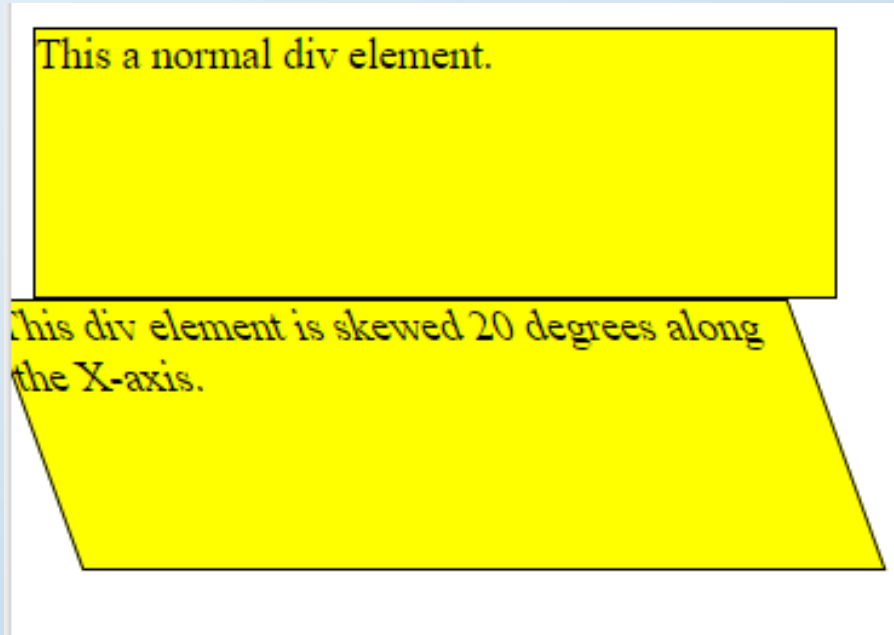 This a normal div element.
This div element is skewed 20 degrees along
the X-axis.